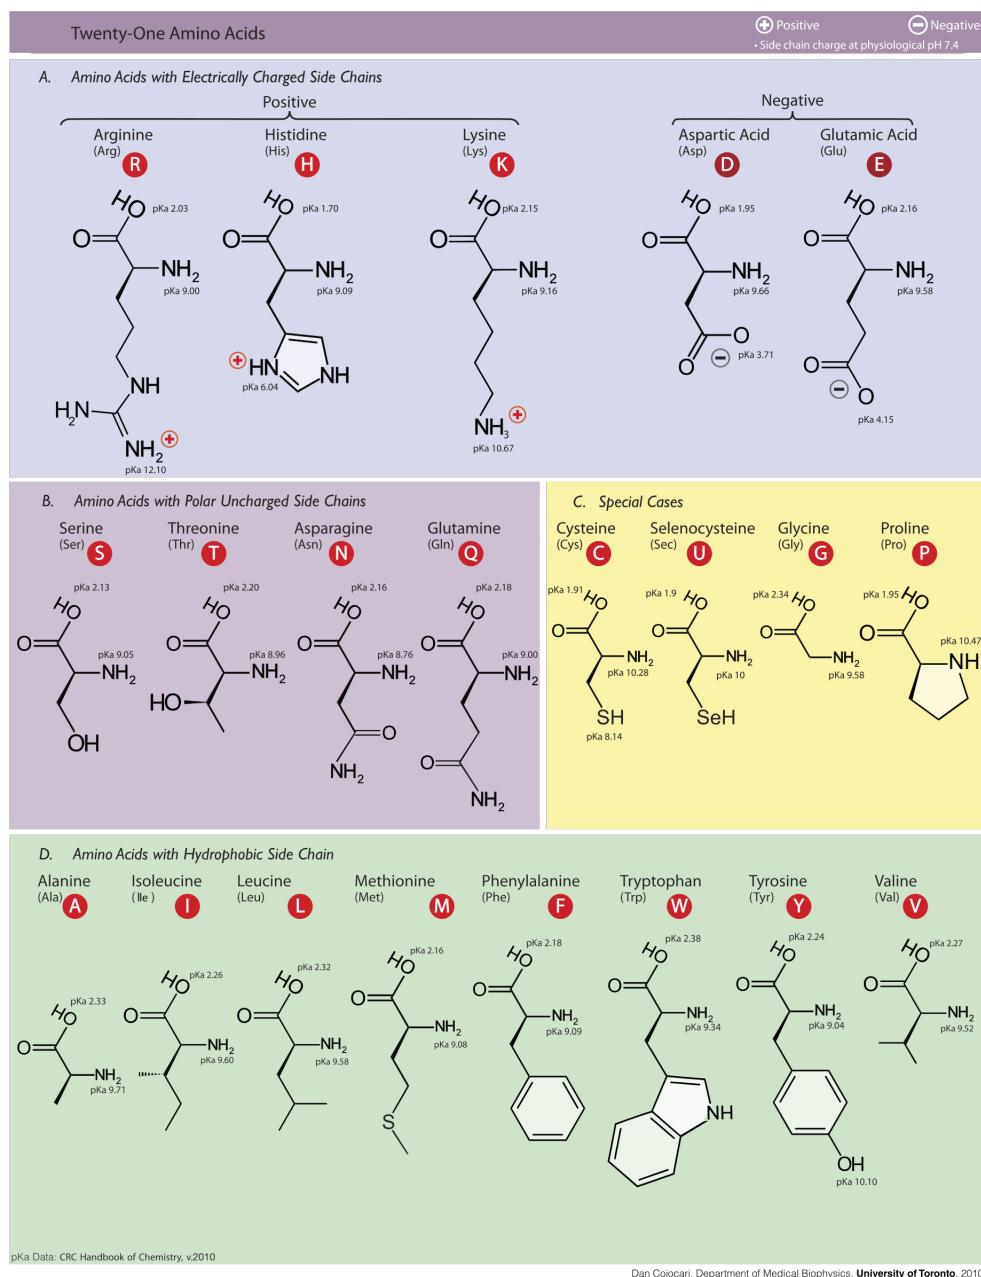 Twenty-One Amino Acids
+ Positive
− Negative
• Side chain charge at physiological pH 7.4
A. Amino Acids with Electrically Charged Side Chains
Positive
Negative
Arginine
(Arg)
R
Histidine
(His)
H
Lysine
(Lys)
K
Aspartic Acid
(Asp)
D
Glutamic Acid
(Glu)
E
HO pKa 2.03
O
NH2
pKa 9.00
NH
H2N
NH2 +
pKa 12.10
HO pKa 1.70
O
NH2
pKa 9.09
+ HN
NH
pKa 6.04
HO pKa 2.15
O
NH2
pKa 9.16
NH3 +
pKa 10.67
HO pKa 1.95
O
NH2
pKa 9.66
O
O −
pKa 3.71
HO pKa 2.16
O
NH2
pKa 9.58
O
− O
pKa 4.15
B. Amino Acids with Polar Uncharged Side Chains
Serine
(Ser)
S
Threonine
(Thr)
T
Asparagine
(Asn)
N
Glutamine
(Gln)
Q
pKa 2.13
HO
O
pKa 9.05
NH2
OH
pKa 2.20
HO
O
pKa 8.96
NH2
HO
pKa 2.16
HO
O
pKa 8.76
NH2
O
NH2
pKa 2.18
HO
O
pKa 9.00
NH2
O
NH2
C. Special Cases
Cysteine
(Cys)
C
Selenocysteine
(Sec)
U
Glycine
(Gly)
G
Proline
(Pro)
P
pKa 1.91 HO
O
NH2
pKa 10.28
SH
pKa 8.14
pKa 1.9 HO
O
NH2
pKa 10
SeH
pKa 2.34 HO
O
NH2
pKa 9.58
pKa 1.95 HO
O
pKa 10.47
NH
D. Amino Acids with Hydrophobic Side Chain
Alanine
(Ala)
A
Isoleucine
(Ile)
I
Leucine
(Leu)
L
Methionine
(Met)
M
Phenylalanine
(Phe)
F
Tryptophan
(Trp)
W
Tyrosine
(Tyr)
Y
Valine
(Val)
V
pKa 2.33
HO
O
NH2
pKa 9.71
pKa 2.26
HO
O
NH2
pKa 9.60
pKa 2.32
HO
O
NH2
pKa 9.58
pKa 2.16
HO
O
NH2
pKa 9.08
S
pKa 2.18
HO
O
NH2
pKa 9.09
pKa 2.38
HO
O
NH2
pKa 9.34
NH
pKa 2.24
HO
O
NH2
pKa 9.04
OH
pKa 10.10
pKa 2.27
HO
O
NH2
pKa 9.52
pKa Data: CRC Handbook of Chemistry, v.2010
Dan Cojocari, Department of Medical Biophysics, University of Toronto, 2010